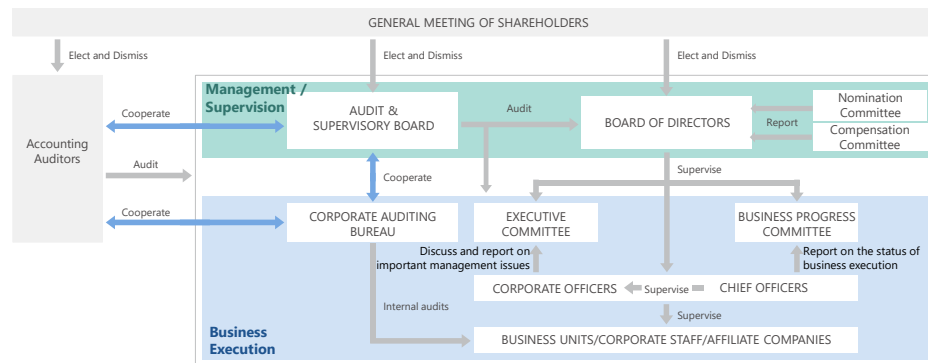 GENERAL MEETING OF SHAREHOLDERS
Elect and Dismiss
Elect and Dismiss
Elect and Dismiss
Management /
Supervision
Accounting
Auditors
Cooperate
AUDIT &
SUPERVISORY BOARD
Audit
BOARD OF DIRECTORS
Nomination
Committee
Report
Compensation
Committee
Audit
Cooperate
Supervise
Cooperate
CORPORATE AUDITING
BUREAU
EXECUTIVE
COMMITTEE
BUSINESS PROGRESS
COMMITTEE
Discuss and report on
important management issues
Report on the status of
business execution
CORPORATE OFFICERS
Supervise
CHIEF OFFICERS
Internal audits
Supervise
Business
Execution
BUSINESS UNITS/CORPORATE STAFF/AFFILIATE COMPANIES